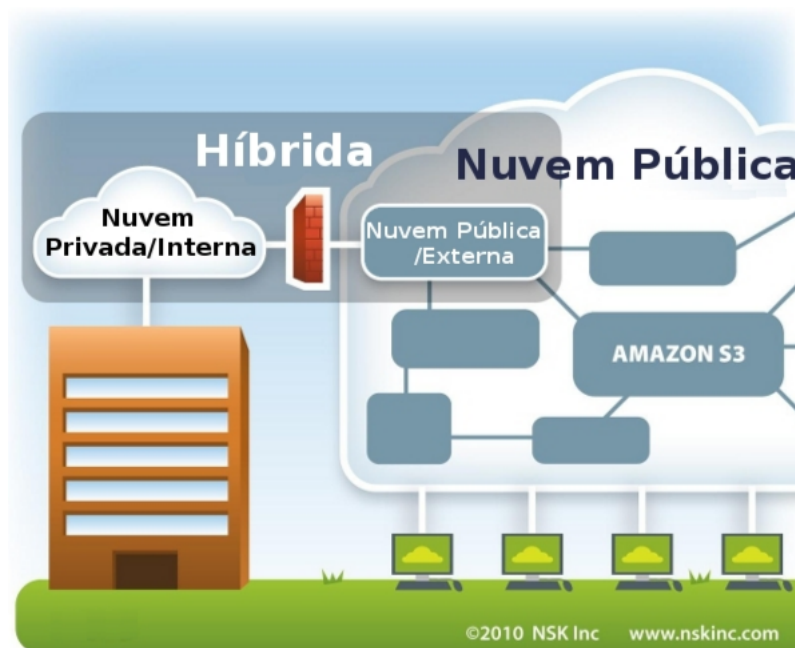 Híbrida
Nuvem Pública
Nuvem
Privada/Interna
Nuvem Pública
/Externa
AMAZON S3
©2010 NSK Inc www.nskinc.com